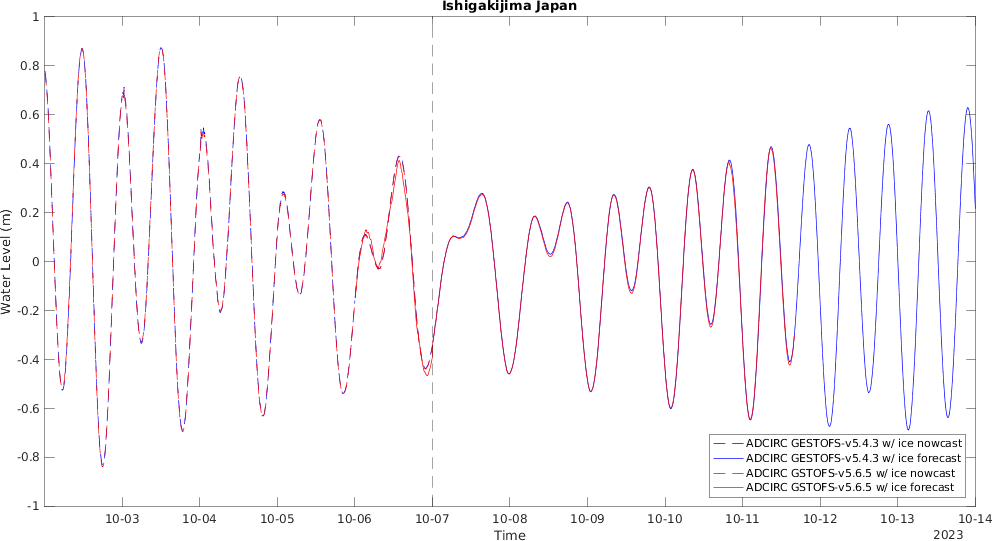 Ishigakijima Japan
1
0.8
0.6
0.4
0.2
0
-0.2
-0.4
-0.6
-0.8
-1
Water Level (m)
10-03 10-04 10-05 10-06 10-07 10-08 10-09 10-10 10-11 10-12 10-13 10-14
Time
2023
ADCIRC GESTOFS-v5.4.3 w/ ice nowcast
ADCIRC GESTOFS-v5.4.3 w/ ice forecast
ADCIRC GSTOFS-v5.6.5 w/ ice nowcast
ADCIRC GSTOFS-v5.6.5 w/ ice forecast